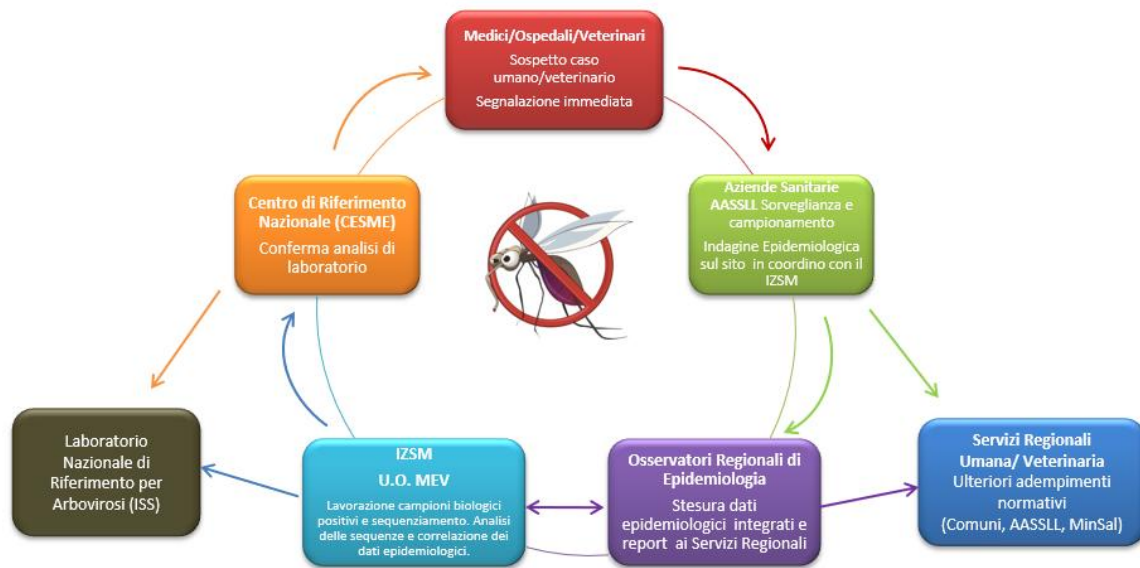 Medici/Ospedali/Veterinari
Sospetto caso
umano/veterinario
Segnalazione immediata
Centro di Riferimento
Nazionale (CESME)
Conferma analisi di
laboratorio
Aziende Sanitarie
AASSLL Sorveglianza e
campionamento
Indagine Epidemiologica
sul sito in coordino con il
IZSM
Laboratorio
Nazionale di
Riferimento per
Arbovirosi (ISS)
IZSM
U.O. MEV
Lavorazione campioni biologici
positivi e sequenziamento. Analisi
delle sequenze e correlazione dei
dati epidemiologici.
Osservatori Regionali di
Epidemiologia
Stesura dati
epidemiologici integrati e
report ai Servizi Regionali
Servizi Regionali
Umana/ Veterinaria
Ulteriori adempimenti
normativi
(Comuni, AASSLL, MinSal)